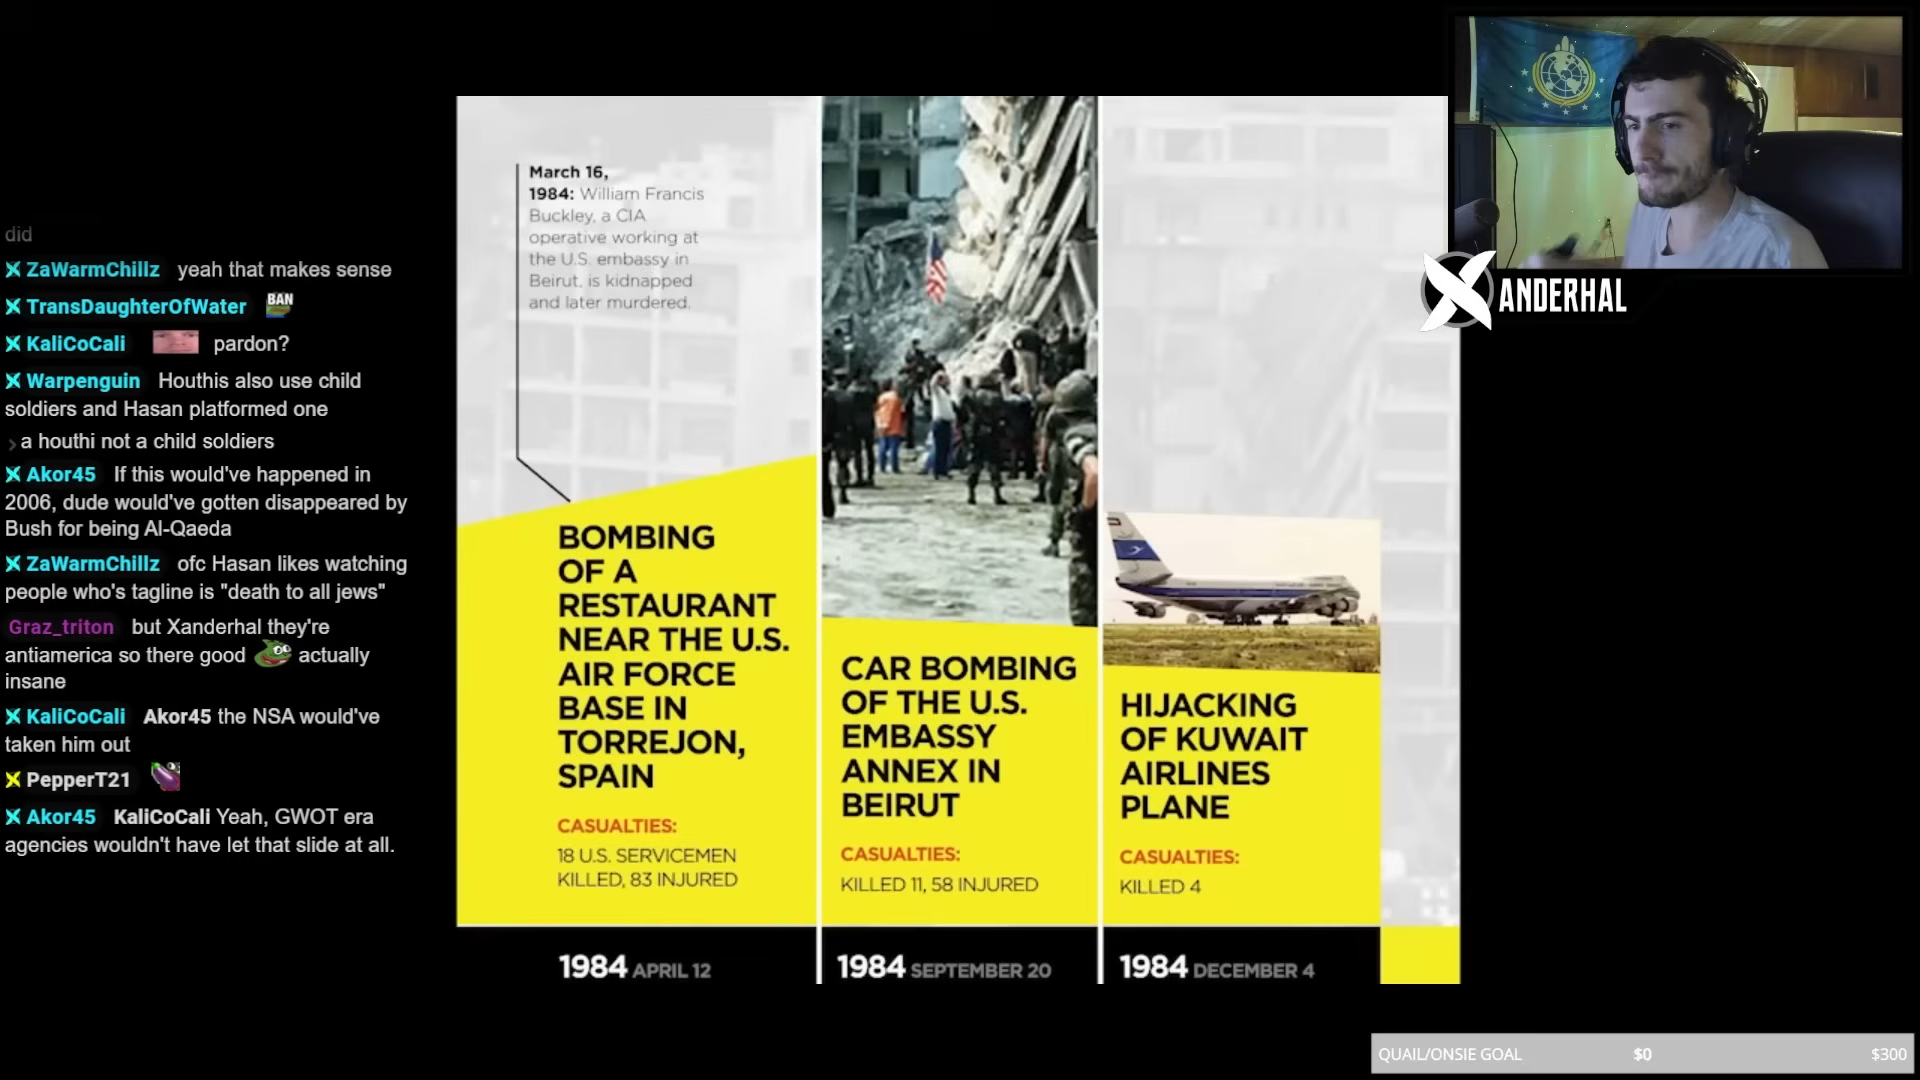 did
ZaWarmChillz yeah that makes sense
TransDaughterOfWater BAN
KaliCoCali pardon?
Warpenguin Houthis also use child
soldiers and Hasan platformed one
a houthi not a child soldiers
Akor45 If this would've happened in
2006, dude would've gotten disappeared by
Bush for being Al-Qaeda
ZaWarmChillz ofc Hasan likes watching
people who's tagline is "death to all jews"
Graz_triton but Xanderhal they're
antiamerica so there good actually
insane
KaliCoCali Akor45 the NSA would've
taken him out
PepperT21
Akor45 KaliCoCali Yeah, GWOT era
agencies wouldn't have let that slide at all.
March 16,
1984: William Francis
Buckley, a CIA
operative working at
the U.S. embassy in
Beirut, is kidnapped
and later murdered.
BOMBING
OF A
RESTAURANT
NEAR THE U.S.
AIR FORCE
BASE IN
TORREJON,
SPAIN
CASUALTIES:
18 U.S. SERVICEMEN
KILLED, 83 INJURED
1984 APRIL 12
CAR BOMBING
OF THE U.S.
EMBASSY
ANNEX IN
BEIRUT
CASUALTIES:
KILLED 11, 58 INJURED
1984 SEPTEMBER 20
HIJACKING
OF KUWAIT
AIRLINES
PLANE
CASUALTIES:
KILLED 4
1984 DECEMBER 4
XANDERHAL
QUAIL/ONSIE GOAL $0 $300